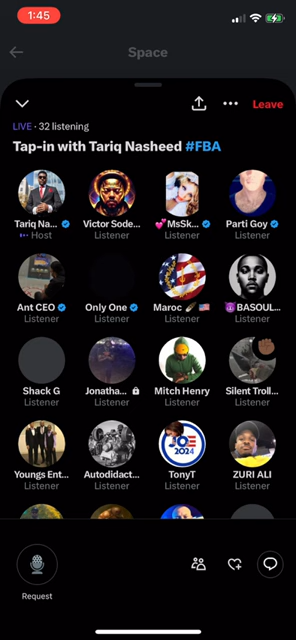 1:45
Space
Leave
LIVE · 32 listening
Tap-in with Tariq Nasheed #FBA
Tariq Na...
Host
Victor Sode...
Listener
💕MsSk...
Listener
Parti Goy
Listener
Ant CEO
Listener
Only One
Listener
Maroc ☄️ 🇺🇸
Listener
😈BASOUL...
Listener
Shack G
Listener
Jonatha...
Listener
Mitch Henry
Listener
Silent Troll...
Listener
Youngs Ent...
Listener
Autodidact...
Listener
JOE
2024
TonyT
Listener
ZURI ALI
Listener
Request